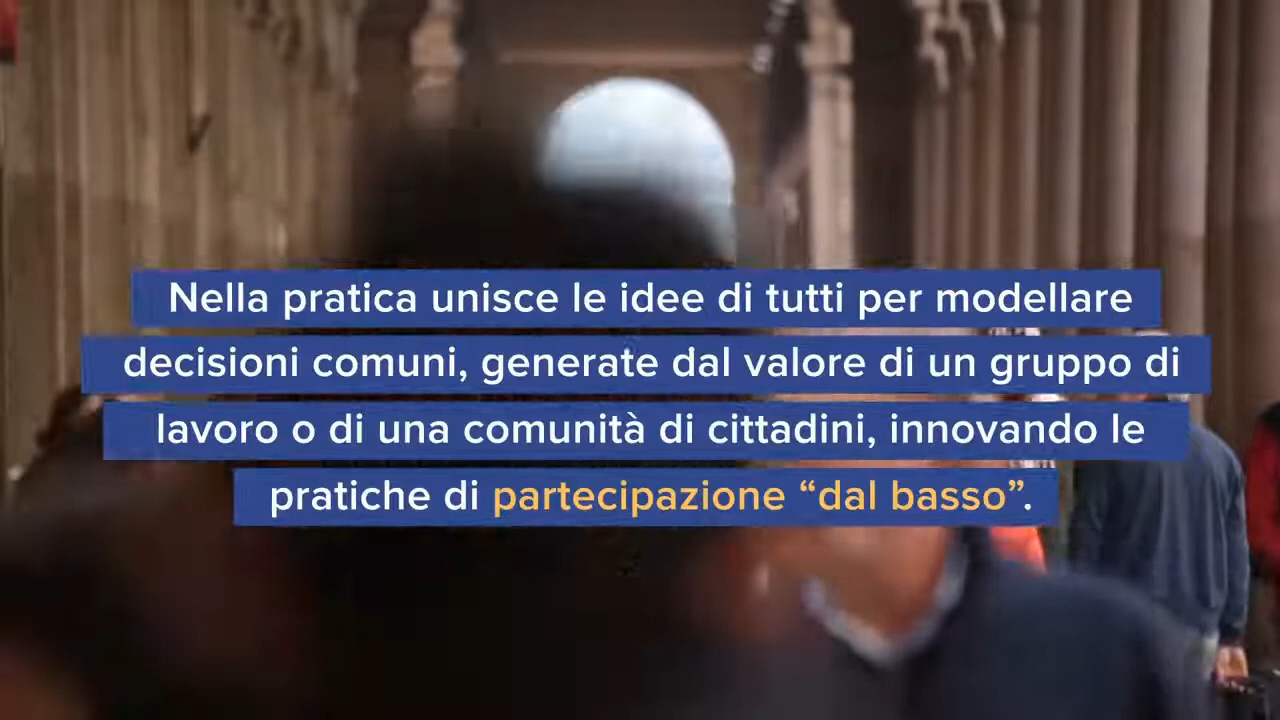 Nella pratica unisce le idee di tutti per modellare
decisioni comuni, generate dal valore di un gruppo di
lavoro o di una comunità di cittadini, innovando le
pratiche di partecipazione “dal basso”.